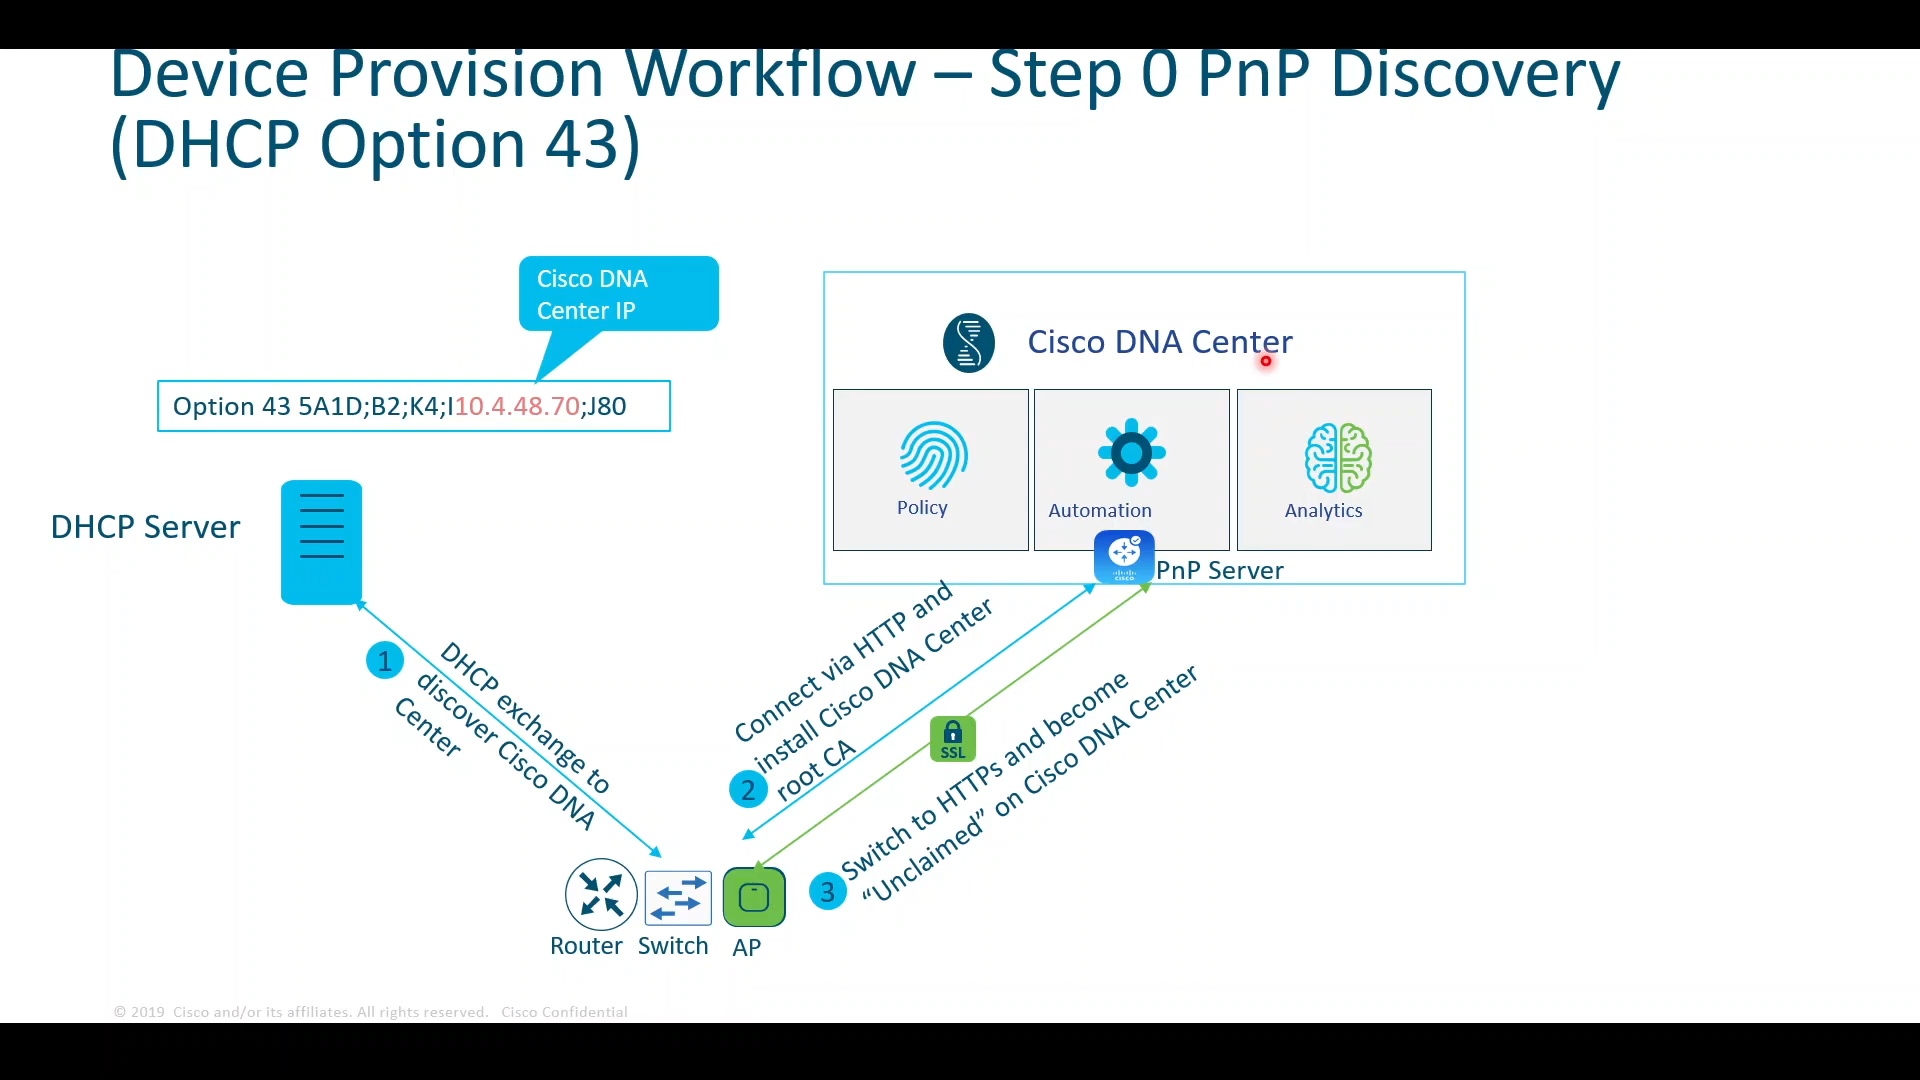 Device Provision Workflow – Step 0 PnP Discovery
(DHCP Option 43)
Cisco DNA
Center IP
Option 43 5A1D;B2;K4;I10.4.48.70;J80
Cisco DNA Center
Policy
Automation
Analytics
CISCO
PnP Server
DHCP Server
1
DHCP exchange to
discover Cisco DNA
Center
2
Connect via HTTP and
install Cisco DNA Center
root CA
SSL
3
Switch to HTTPs and become
“Unclaimed” on Cisco DNA Center
Router
Switch
AP
© 2019 Cisco and/or its affiliates. All rights reserved. Cisco Confidential